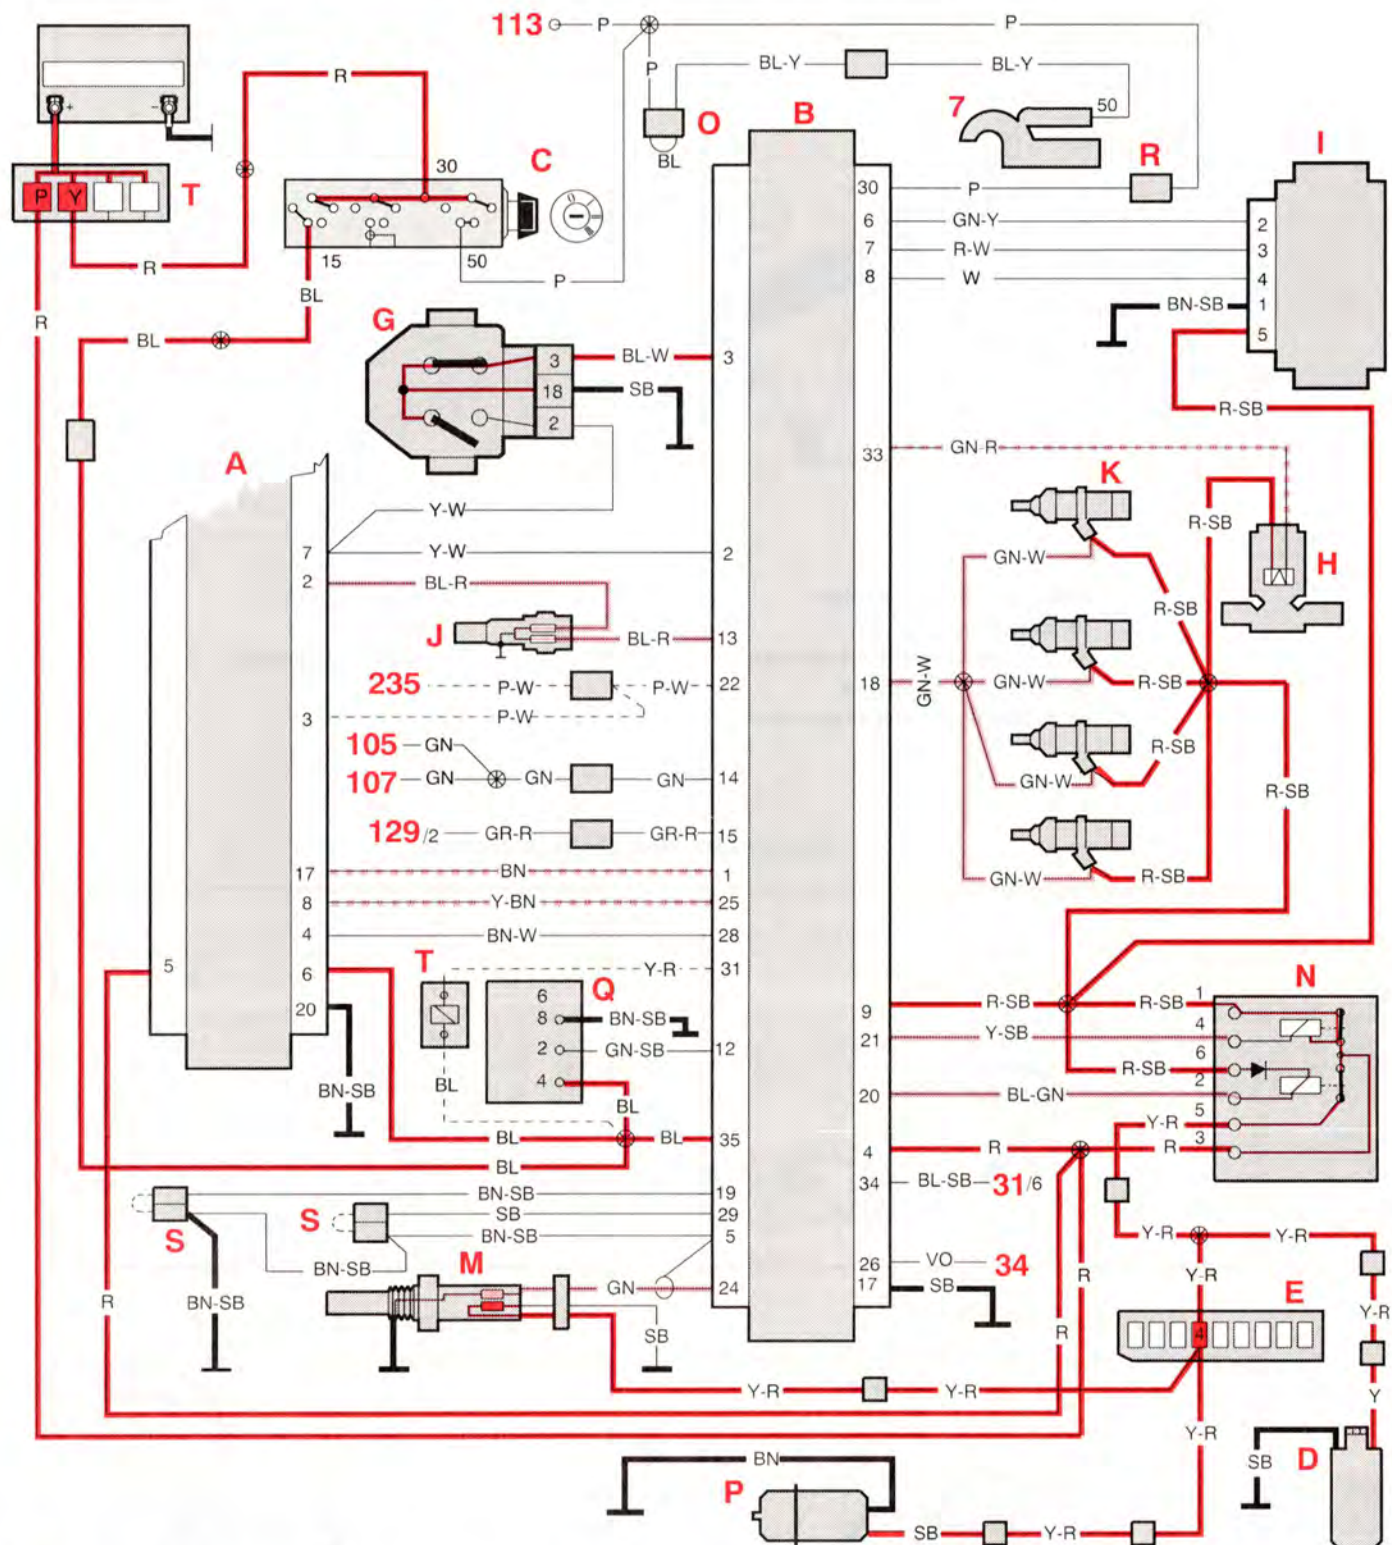 113 P P
R BL-Y BL-Y
P 7 50
+ − O B
BL
T C 30 R I
P Y 0 I II III
30 P
6 GN-Y 2
7 R-W 3
15 50 8 W 4
R P
BL BN-SB 1
R 5
BL G
3 BL-W 3
18 SB
2 R-SB
33 GN-R
A K
Y-W R-SB
7 Y-W 2 GN-W
2 BL-R H
R-SB
J BL-R 13
235 P-W P-W 22 18 GN-W GN-W R-SB
3 P-W
105 GN R-SB
107 GN GN GN 14 GN-W
R-SB
129/2 GR-R GR-R 15
17 BN 1 GN-W R-SB
8 Y-BN 25
4 BN-W 28
5 6 T Y-R 31
Q N
6 1
20 8 BN-SB 9 R-SB R-SB
4
2 GN-SB 12 21 Y-SB
6
BN-SB BL 4 R-SB
2
BL 20 BL-GN
5
Y-R
BL BL 35 4 R R 3
BL
34 BL-SB 31/6
BN-SB 19
S S SB 29
BN-SB 5 Y-R Y-R
BN-SB M 26 VO 34
R BN-SB GN 24 17 SB R Y-R E
SB R 4 Y-R
Y-R Y-R
Y
Y-R
BN SB D
P
SB Y-R